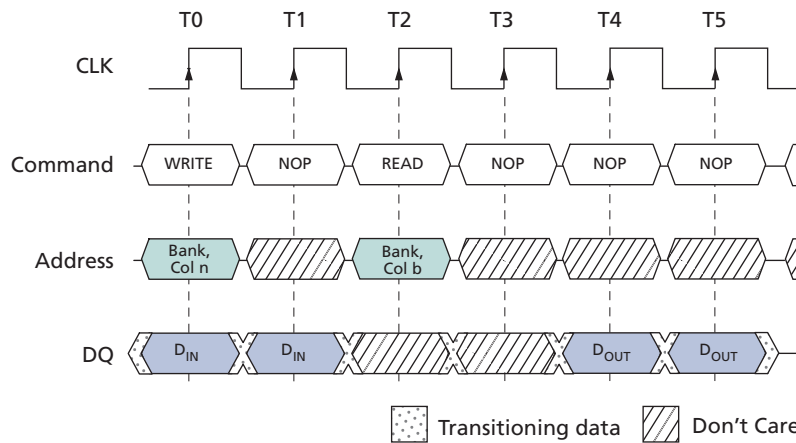 T0 T1 T2 T3 T4 T5
CLK
Command WRITE NOP READ NOP NOP NOP
Address Bank, Col n Bank, Col b
DQ DIN DIN DOUT DOUT
Transitioning data Don't Care